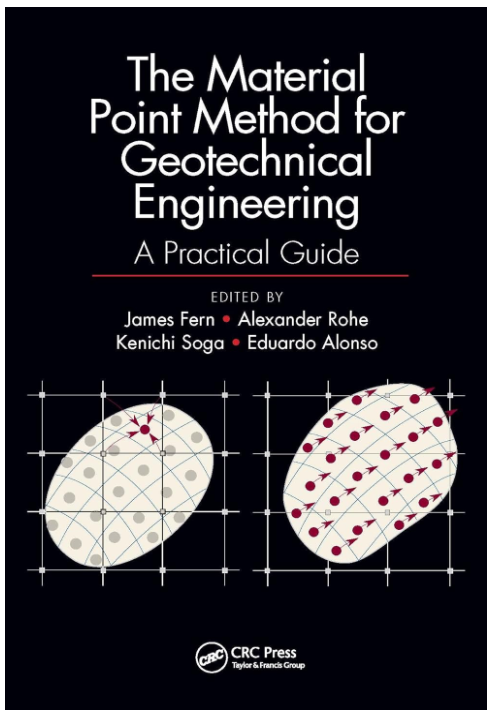 The Material
Point Method for
Geotechnical
Engineering
A Practical Guide
EDITED BY
James Fern • Alexander Rohe
Kenichi Soga • Eduardo Alonso
CRC CRC Press
Taylor & Francis Group